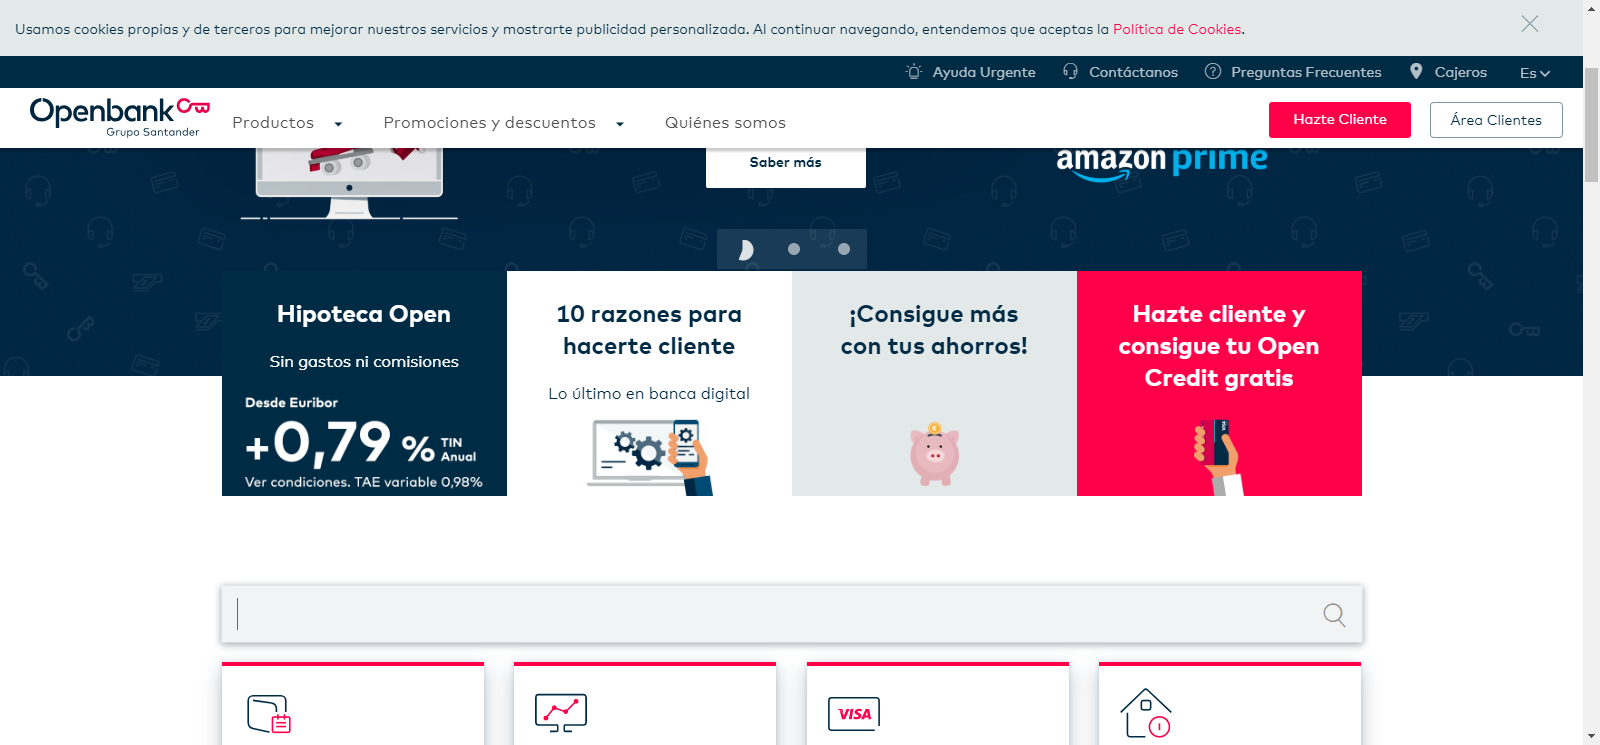 Usamos cookies propias y de terceros para mejorar nuestros servicios y mostrarte publicidad personalizada. Al continuar navegando, entendemos que aceptas la Política de Cookies.
Ayuda Urgente
Contáctanos
Preguntas Frecuentes
Cajeros
Es
Openbank
Grupo Santander
Productos
Promociones y descuentos
Quiénes somos
Hazte Cliente
Área Clientes
Saber más
amazon prime
Hipoteca Open
Sin gastos ni comisiones
Desde Euribor
+0,79 % TIN Anual
Ver condiciones. TAE variable 0,98%
10 razones para
hacerte cliente
Lo último en banca digital
¡Consigue más
con tus ahorros!
Hazte cliente y
consigue tu Open
Credit gratis
VISA
VISA